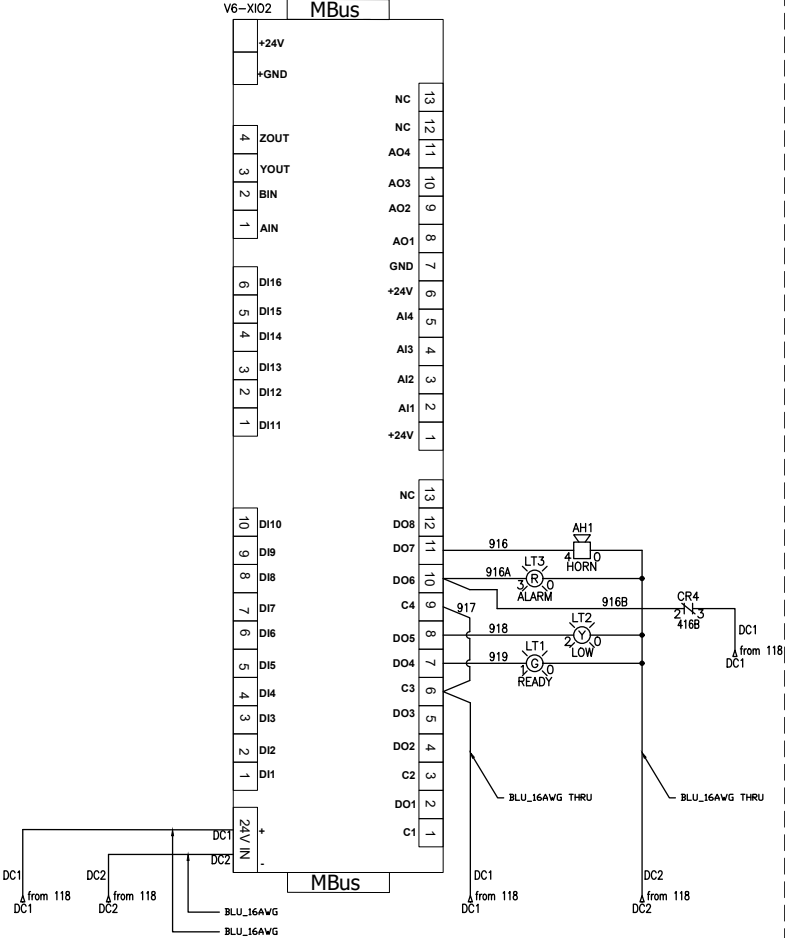 V6-XIO2
MBus
+24V
+GND
4 ZOUT
3 YOUT
2 BIN
1 AIN
6 DI16
5 DI15
4 DI14
3 DI13
2 DI12
1 DI11
10 DI10
9 DI9
8 DI8
7 DI7
6 DI6
5 DI5
4 DI4
3 DI3
2 DI2
1 DI1
24V IN
+
-
DC1
DC2
DC1
from 118
DC1
DC2
from 118
DC2
BLU_16AWG
BLU_16AWG
MBus
NC 13
NC 12
AO4 11
AO3 10
AO2 9
AO1 8
GND 7
+24V 6
AI4 5
AI3 4
AI2 3
AI1 2
+24V 1
NC 13
DO8 12
DO7 11
DO6 10
C4 9
DO5 8
DO4 7
C3 6
DO3 5
DO2 4
C2 3
DO1 2
C1 1
916
AH1
4 0
HORN
916A
LT3
R
3 0
ALARM
916B
CR4
2 3
416B
DC1
from 118
DC1
917
918
LT2
Y
2 0
LOW
919
LT1
G
1 0
READY
BLU_16AWG THRU
BLU_16AWG THRU
DC1
from 118
DC1
DC2
from 118
DC2